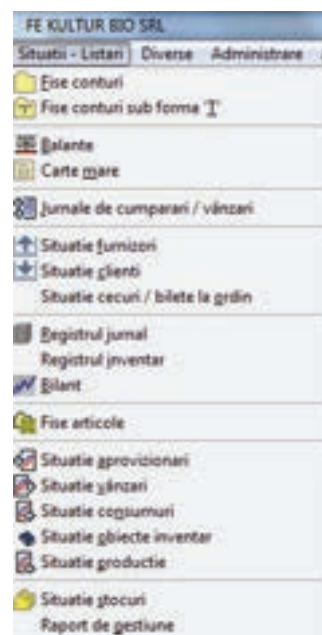 FE KULTUR BIO SRL
Situatii - Listari Diverse Administrare
Fise conturi
Fise conturi sub forma 'T'
Balante
Carte mare
Jurnale de cumparari / vânzari
Situatie furnizori
Situatie clienti
Situatie cecuri / bilete la ordin
Registrul jurnal
Registrul inventar
Bilant
Fise articole
Situatie aprovizionari
Situatie vânzari
Situatie consumuri
Situatie obiecte inventar
Situatie productie
Situatie stocuri
Raport de gestiune